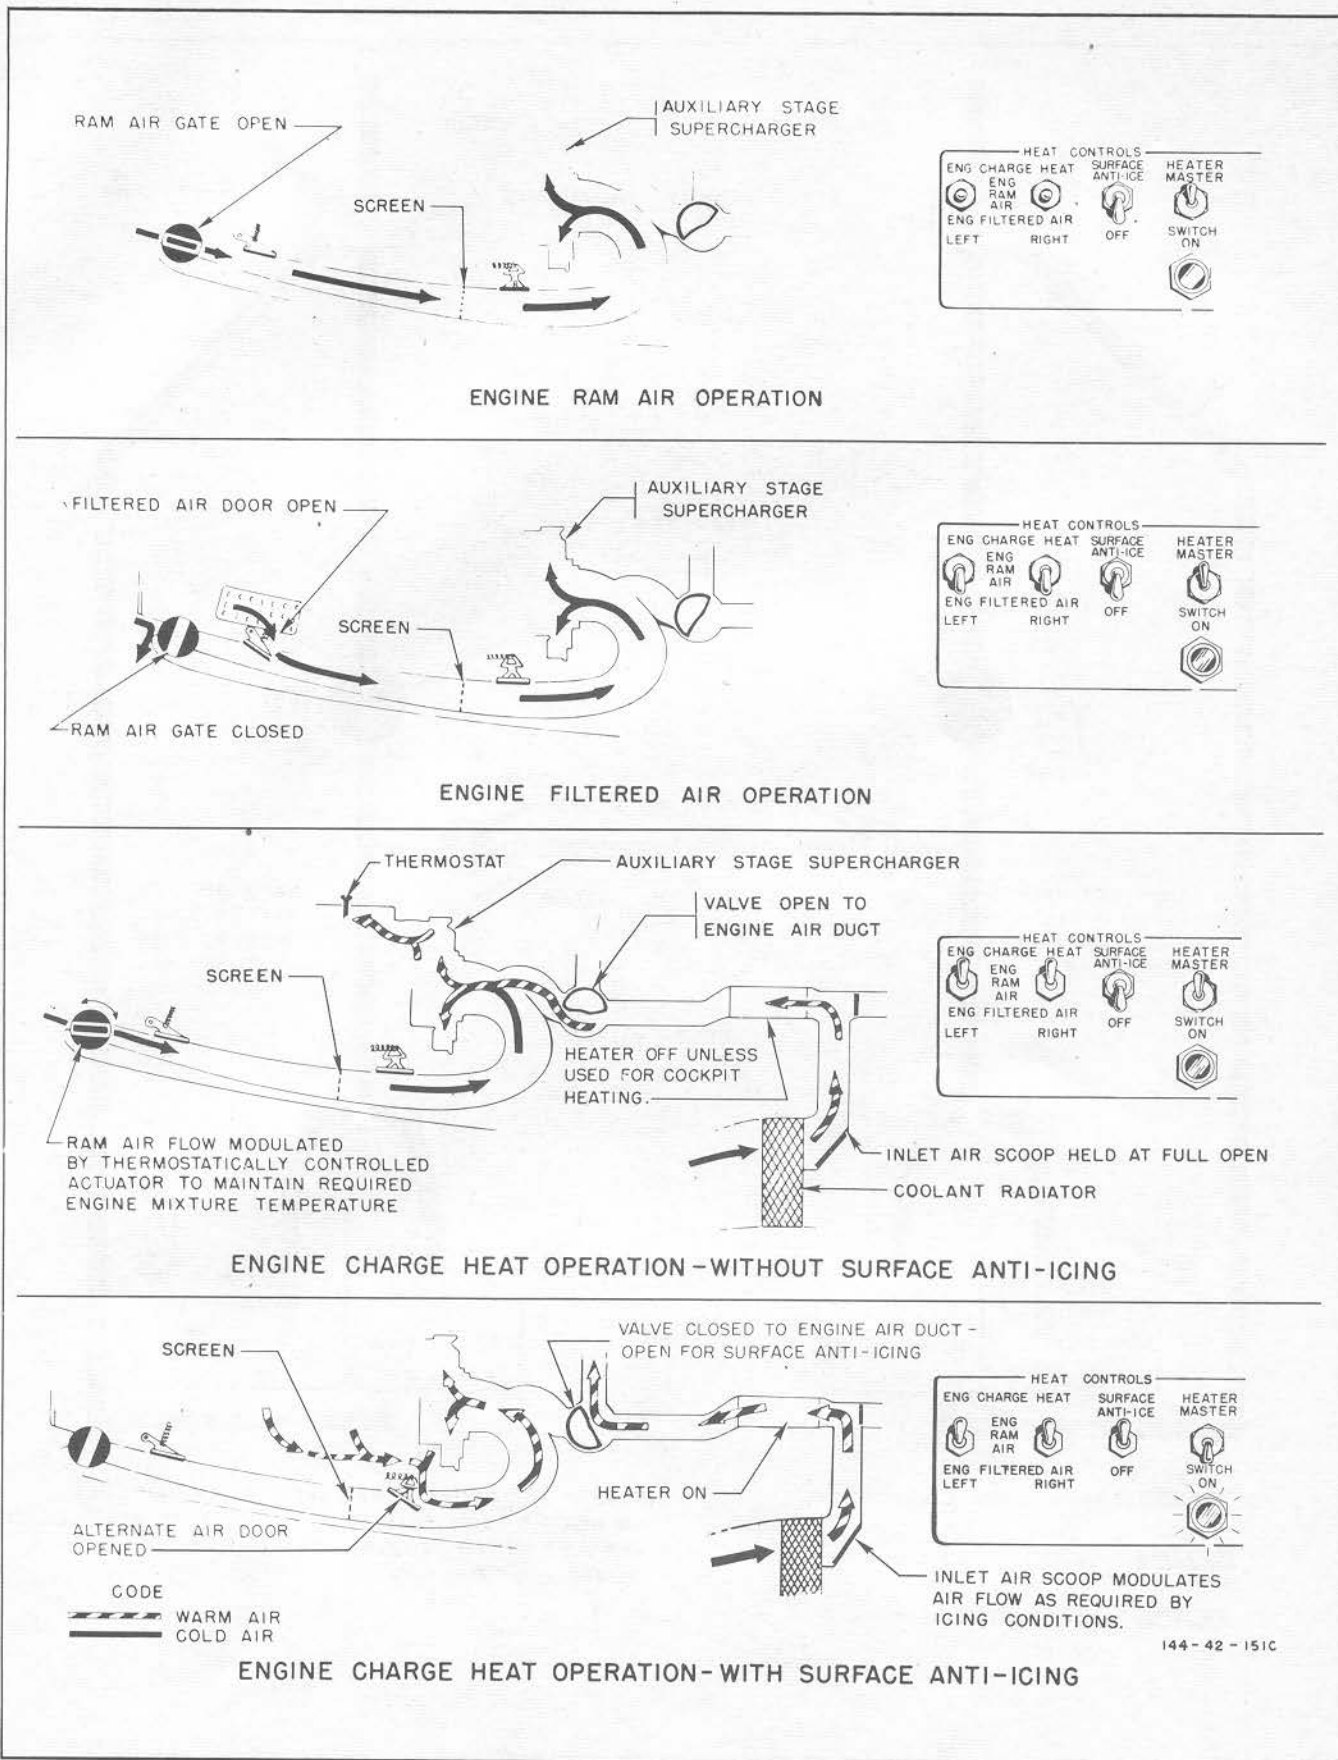 RAM AIR GATE OPEN
AUXILIARY STAGE
SUPERCHARGER
SCREEN
HEAT CONTROLS
ENG CHARGE HEAT
SURFACE
ANTI-ICE
HEATER
MASTER
ENG
RAM
AIR
ENG FILTERED AIR
LEFT
RIGHT
OFF
SWITCH
ON
ENGINE RAM AIR OPERATION
FILTERED AIR DOOR OPEN
AUXILIARY STAGE
SUPERCHARGER
SCREEN
RAM AIR GATE CLOSED
HEAT CONTROLS
ENG CHARGE HEAT
SURFACE
ANTI-ICE
HEATER
MASTER
ENG
RAM
AIR
ENG FILTERED AIR
LEFT
RIGHT
OFF
SWITCH
ON
ENGINE FILTERED AIR OPERATION
THERMOSTAT
AUXILIARY STAGE SUPERCHARGER
VALVE OPEN TO
ENGINE AIR DUCT
SCREEN
HEATER OFF UNLESS
USED FOR COCKPIT
HEATING.
RAM AIR FLOW MODULATED
BY THERMOSTATICALLY CONTROLLED
ACTUATOR TO MAINTAIN REQUIRED
ENGINE MIXTURE TEMPERATURE
INLET AIR SCOOP HELD AT FULL OPEN
COOLANT RADIATOR
HEAT CONTROLS
ENG CHARGE HEAT
SURFACE
ANTI-ICE
HEATER
MASTER
ENG
RAM
AIR
ENG FILTERED AIR
LEFT
RIGHT
OFF
SWITCH
ON
ENGINE CHARGE HEAT OPERATION-WITHOUT SURFACE ANTI-ICING
VALVE CLOSED TO ENGINE AIR DUCT-
OPEN FOR SURFACE ANTI-ICING
SCREEN
HEATER ON
ALTERNATE AIR DOOR
OPENED
HEAT CONTROLS
ENG CHARGE HEAT
SURFACE
ANTI-ICE
HEATER
MASTER
ENG
RAM
AIR
ENG FILTERED AIR
LEFT
RIGHT
OFF
SWITCH
ON
INLET AIR SCOOP MODULATES
AIR FLOW AS REQUIRED BY
ICING CONDITIONS.
CODE
WARM AIR
COLD AIR
144-42-151C
ENGINE CHARGE HEAT OPERATION-WITH SURFACE ANTI-ICING